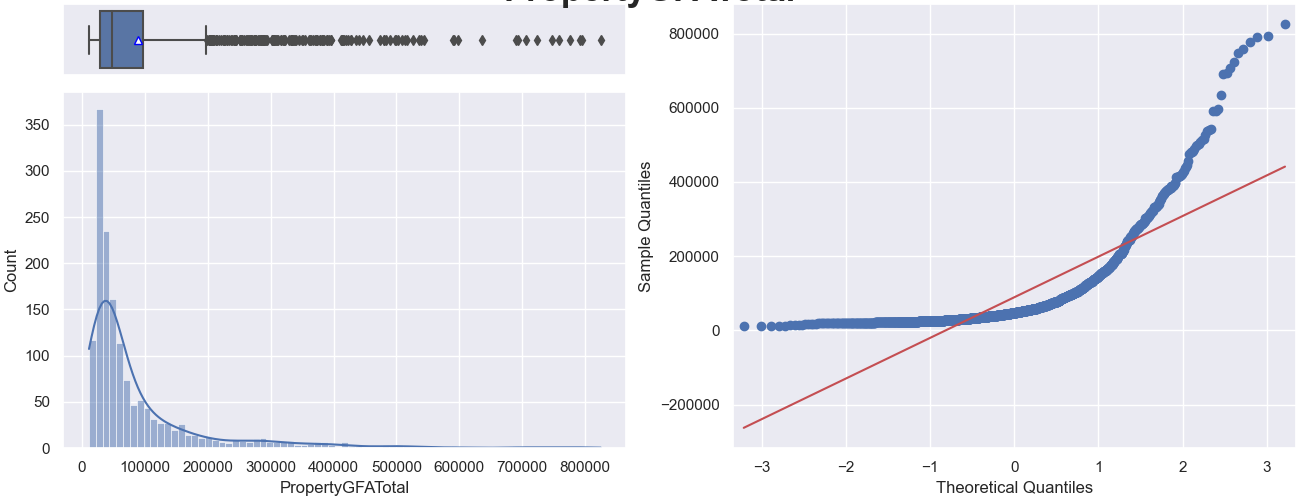 PropertyGFATotal
350
300
250
200
150
100
50
0
Count
0 100000 200000 300000 400000 500000 600000 700000 800000
PropertyGFATotal
800000
600000
400000
200000
0
−200000
Sample Quantiles
−3 −2 −1 0 1 2 3
Theoretical Quantiles